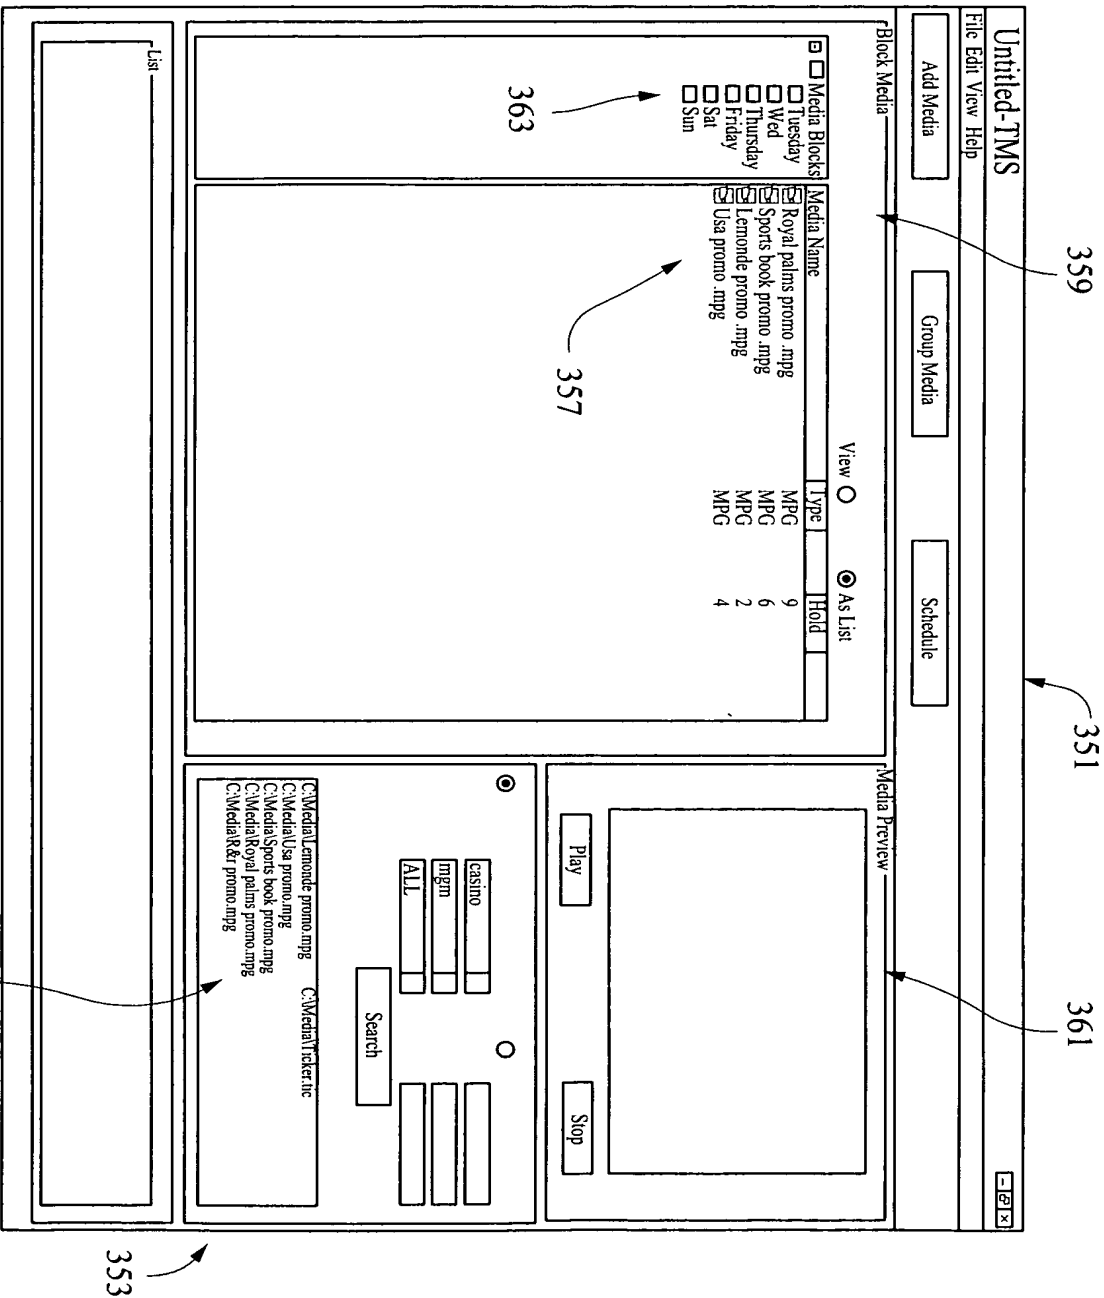 Untitled-TMS
File Edit View Help
Add Media
Group Media
Schedule
351
359
361
Block Media
View
As List
Media Blocks
Tuesday
Wed
Thursday
Friday
Sat
Sun
363
Media Name Type Hold
Royal palms promo .mpg MPG 9
Sports book promo .mpg MPG 6
Lemonde promo .mpg MPG 2
Usa promo .mpg MPG 4
357
Media Preview
Play
Stop
casino
mgm
ALL
Search
C:\Media\Lemonde promo.mpg C:\Media\Ticker.tic
C:\Media\Usa promo.mpg
C:\Media\Sports book promo.mpg
C:\Media\Royal palms promo.mpg
C:\Media\R&r promo.mpg
353
List